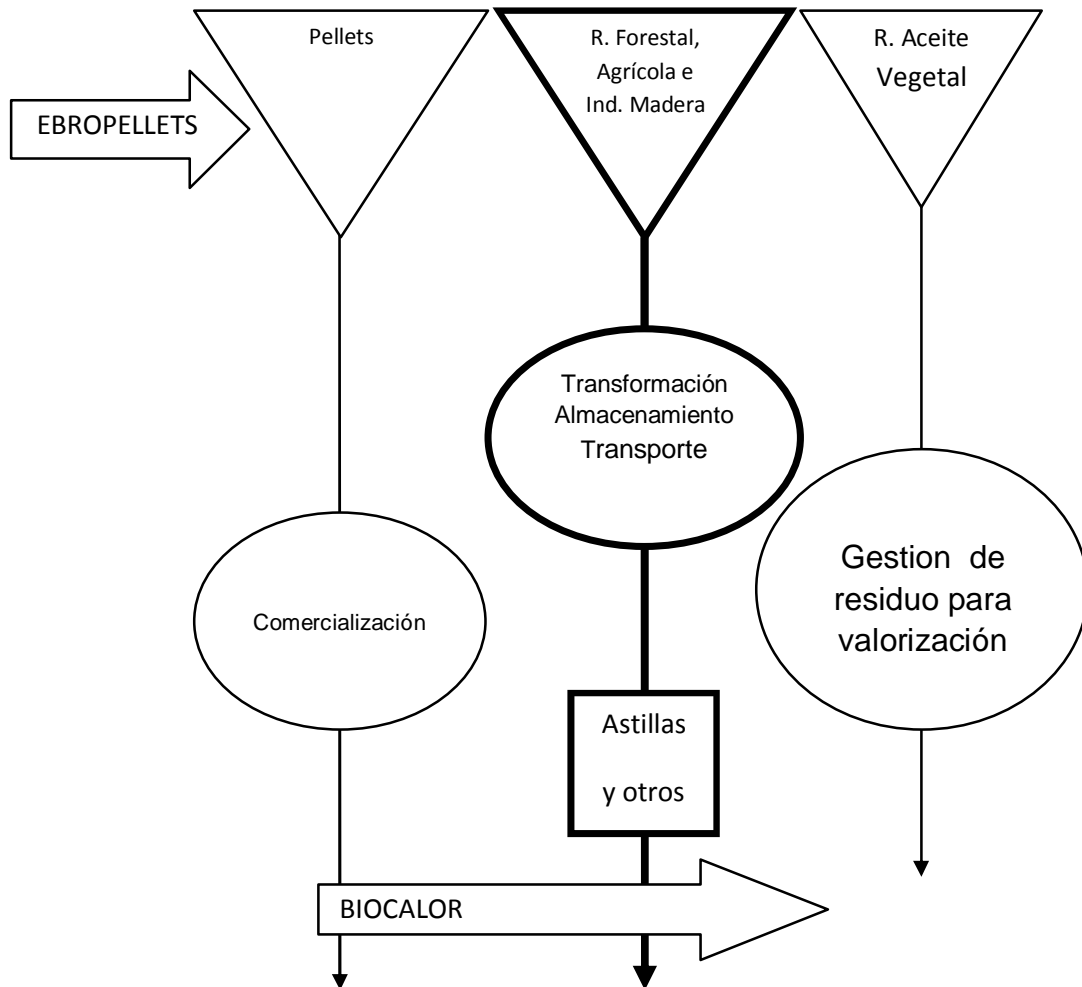 Pellets
R. Forestal,
Agrícola e
Ind. Madera
R. Aceite
Vegetal
EBROPELLETS
Transformación
Almacenamiento
Transporte
Gestion de
residuo para
valorización
Comercialización
Astillas
y otros
BIOCALOR